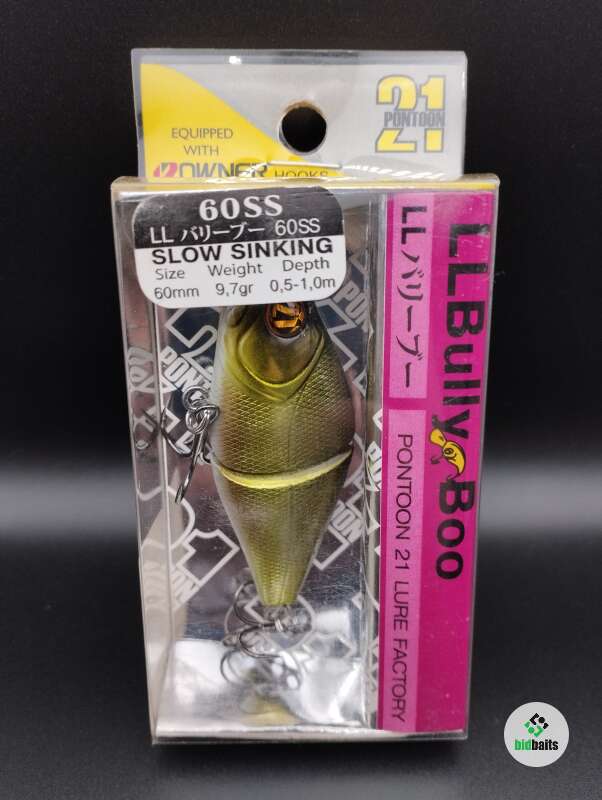 EQUIPPED
WITH
OWNER HOOKS
21
PONTOON
60SS
LL バリーブー 60SS
SLOW SINKING
Size Weight Depth
60mm 9,7gr 0,5-1,0m
LLBully Boo
LLバリーブー
PONTOON 21 LURE FACTORY
bidbaits